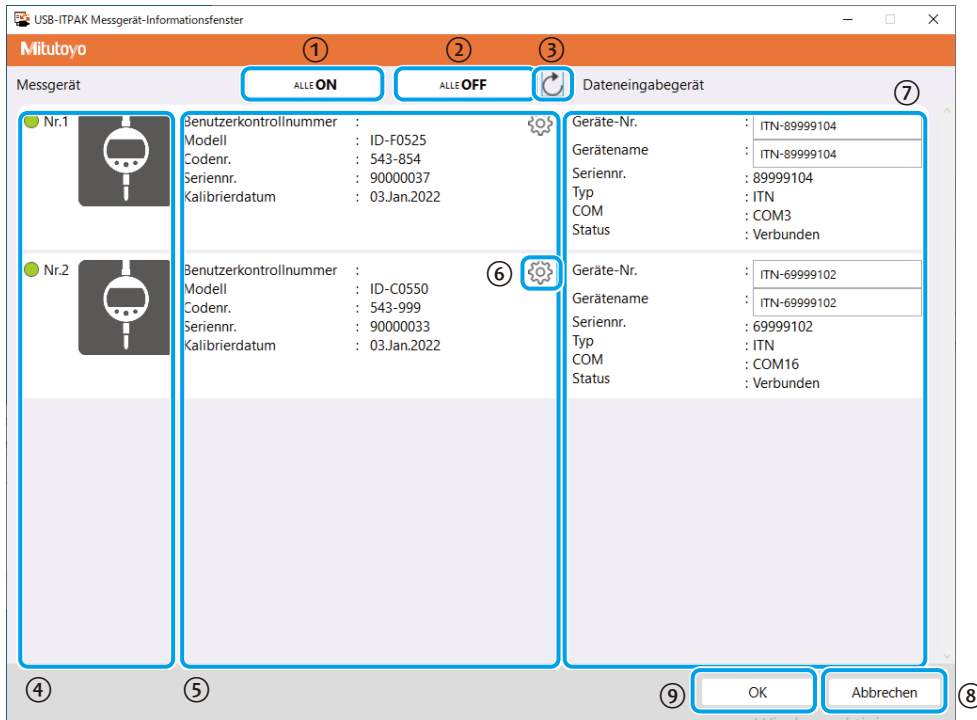 USB-ITPAK Messgerät-Informationsfenster
Mitutoyo
① ② ③
Messgerät ALLE ON ALLE OFF Dateneingabegerät ⑦
Nr.1
Benutzerkontrollnummer :
Modell : ID-F0525
Codenr. : 543-854
Seriennr. : 90000037
Kalibrierdatum : 03.Jan.2022
Geräte-Nr. : ITN-89999104
Gerätename : ITN-89999104
Seriennr. : 89999104
Typ : ITN
COM : COM3
Status : Verbunden
Nr.2
Benutzerkontrollnummer :
Modell : ID-C0550
Codenr. : 543-999
Seriennr. : 90000033
Kalibrierdatum : 03.Jan.2022
⑥
Geräte-Nr. : ITN-69999102
Gerätename : ITN-69999102
Seriennr. : 69999102
Typ : ITN
COM : COM16
Status : Verbunden
④ ⑤ ⑨ OK Abbrechen ⑧